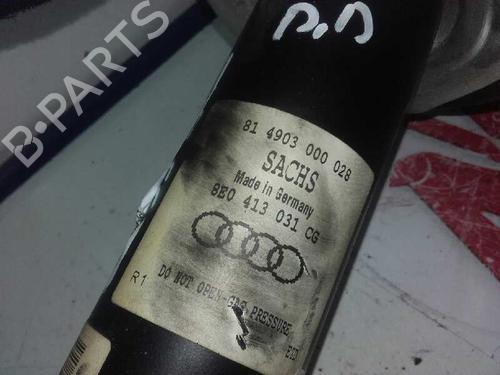 D.D
B-PARTS
81 4903 000 028
SACHS
Made in Germany
8E0 413 031 CG
DO NOT OPEN-GAS PRESSURE
R1